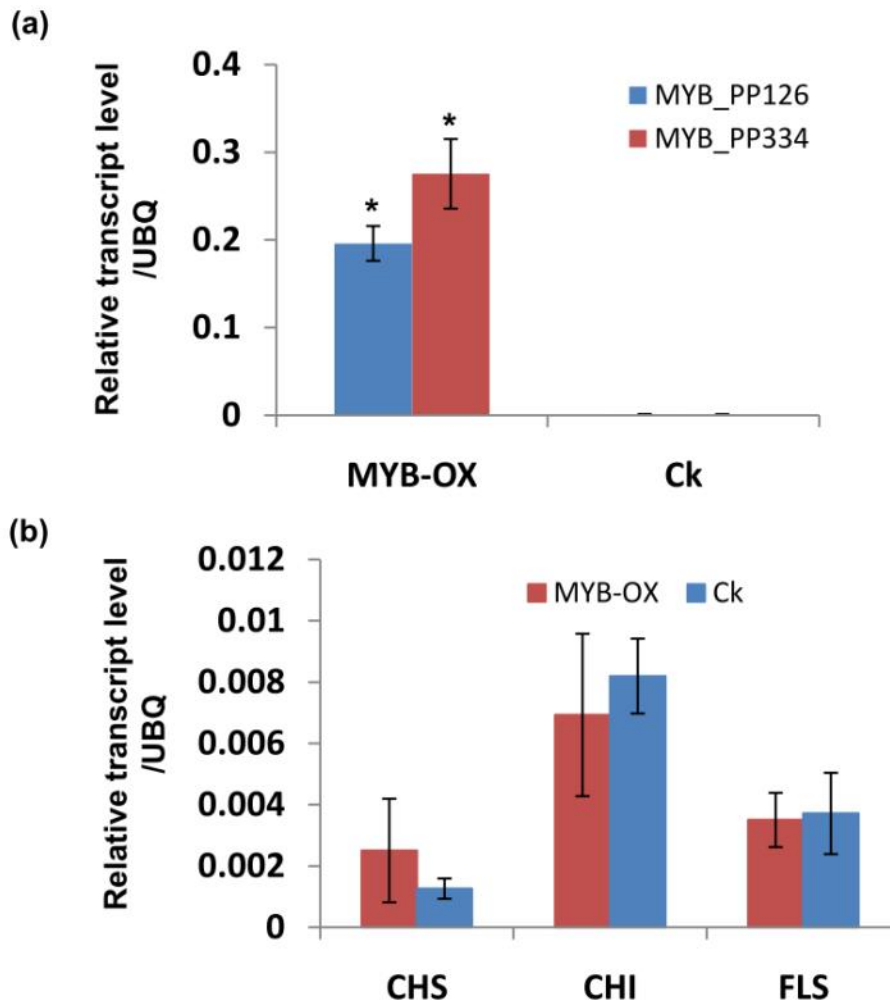 (a)
Relative transcript level
/UBQ
0.4
0.3
0.2
0.1
0
MYB_PP126
MYB_PP334
*
*
MYB-OX
Ck
(b)
Relative transcript level
/UBQ
0.012
0.01
0.008
0.006
0.004
0.002
0
MYB-OX
Ck
CHS
CHI
FLS